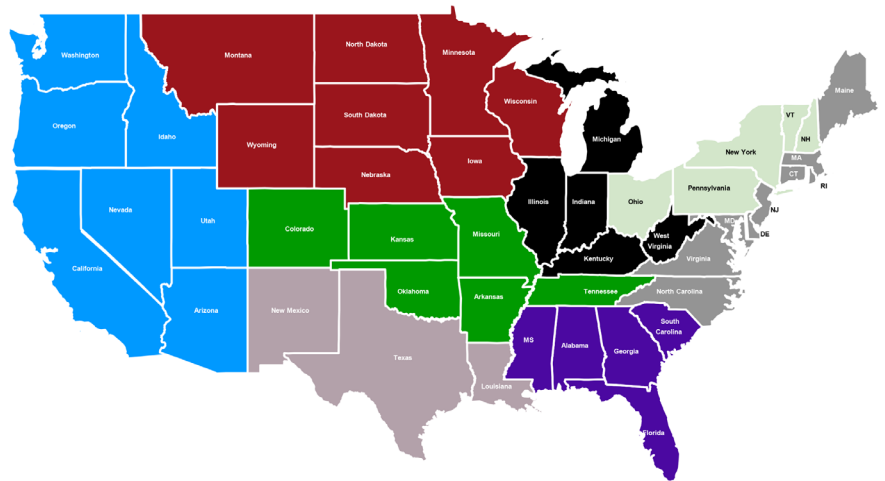 Washington
Montana
North Dakota
Minnesota
Maine
Oregon
Idaho
South Dakota
Wisconsin
Michigan
VT
NH
New York
Wyoming
Iowa
MA
CT
RI
Nebraska
Pennsylvania
NJ
Nevada
Utah
Colorado
Kansas
Missouri
Illinois
Indiana
Ohio
West
Virginia
MD
DE
California
Kentucky
Virginia
Arizona
New Mexico
Oklahoma
Arkansas
Tennessee
North Carolina
Texas
Louisiana
MS
Alabama
Georgia
South
Carolina
Florida